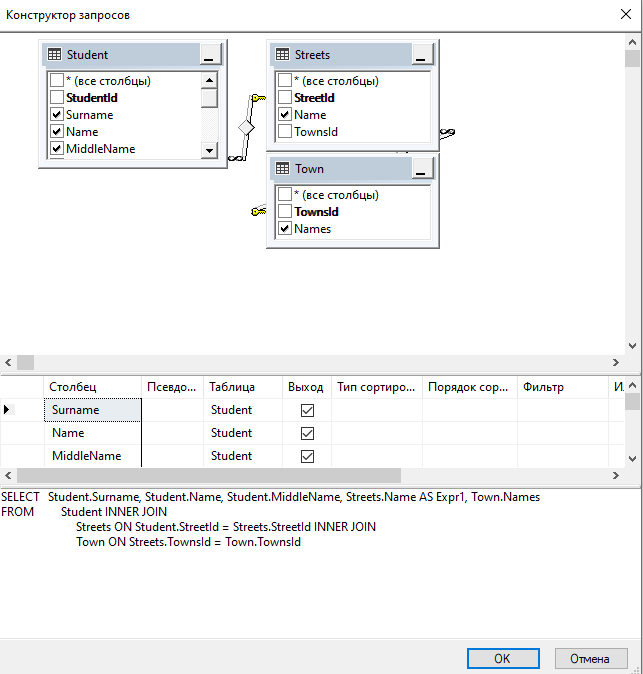 Конструктор запросов
Student
* (все столбцы)
StudentId
Surname
Name
MiddleName
Streets
* (все столбцы)
StreetId
Name
TownsId
Town
* (все столбцы)
TownsId
Names
Столбец Псевдо... Таблица Выход Тип сортиро... Порядок сор... Фильтр
Surname Student
Name Student
MiddleName Student
SELECT Student.Surname, Student.Name, Student.MiddleName, Streets.Name AS Expr1, Town.Names
FROM Student INNER JOIN
Streets ON Student.StreetId = Streets.StreetId INNER JOIN
Town ON Streets.TownsId = Town.TownsId
OK Отмена